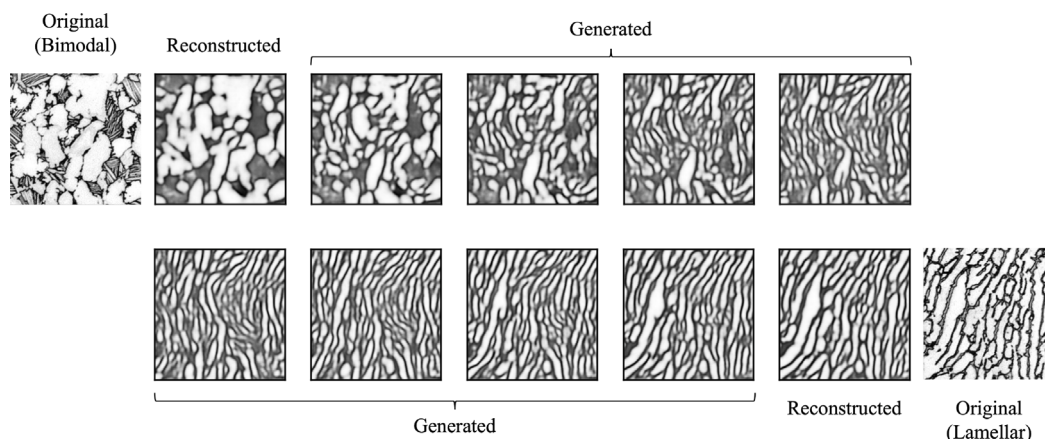 Original
(Bimodal)
Reconstructed
Generated
Generated
Reconstructed
Original
(Lamellar)